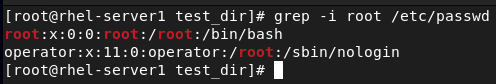 [root@rhel-server1 test_dir]# grep -i root /etc/passwd
root:x:0:0:root:/root:/bin/bash
operator:x:11:0:operator:/root:/sbin/nologin
[root@rhel-server1 test_dir]#